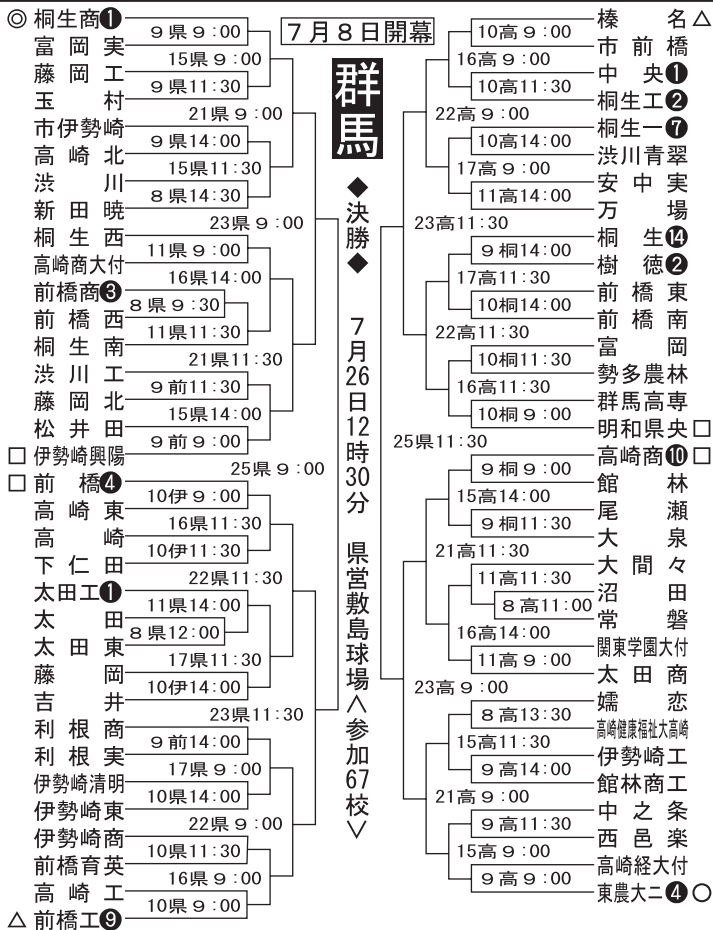 7月8日開幕
群馬
◆決勝◆ 7月26日12時30分 県営敷島球場<参加67校>
◎ 桐生商❶
富岡実
藤岡工
玉村
市伊勢崎
高崎北
渋川
新田暁
桐生西
高崎商大付
前橋商❸
前橋西
桐生南
渋川工
藤岡北
松井田
□ 伊勢崎興陽
□ 前橋❹
高崎東
高崎
下仁田
太田工❶
太田
太田東
藤岡
吉井
利根商
利根実
伊勢崎清明
伊勢崎東
伊勢崎商
前橋育英
高崎工
△ 前橋工❾
9県9:00
15県9:00
9県11:30
21県9:00
9県14:00
15県11:30
8県14:30
23県9:00
11県9:00
16県14:00
8県9:30
11県11:30
21県11:30
9前11:30
15県14:00
9前9:00
25県9:00
10伊9:00
16県11:30
10伊11:30
22県11:30
11県14:00
8県12:00
17県11:30
10伊14:00
23県11:30
9前14:00
17県9:00
10県14:00
22県9:00
10県11:30
16県9:00
10県9:00
榛名△
市前橋
中央❶
桐生工❷
桐生一❼
渋川青翠
安中実
万場
桐生⓮
樹徳❷
前橋東
前橋南
富岡
勢多農林
群馬高専
明和県央□
高崎商❿□
館林
尾瀬
大泉
大間々
沼田
常磐
関東学園大付
太田商
嬬恋
高崎健康福祉大高崎
伊勢崎工
館林商工
中之条
西邑楽
高崎経大付
東農大二❹○
10高9:00
16高9:00
10高11:30
22高9:00
10高14:00
17高9:00
11高14:00
23高11:30
9桐14:00
17高11:30
10桐14:00
22高11:30
10桐11:30
16高11:30
10桐9:00
25県11:30
9桐9:00
15高14:00
9桐11:30
21高11:30
11高11:30
8高11:00
16高14:00
11高9:00
23高9:00
8高13:30
15高11:30
9高14:00
21高9:00
9高11:30
15高9:00
9高9:00